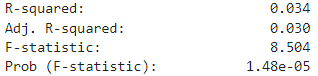 R-squared: 0.034
Adj. R-squared: 0.030
F-statistic: 8.504
Prob (F-statistic): 1.48e-05